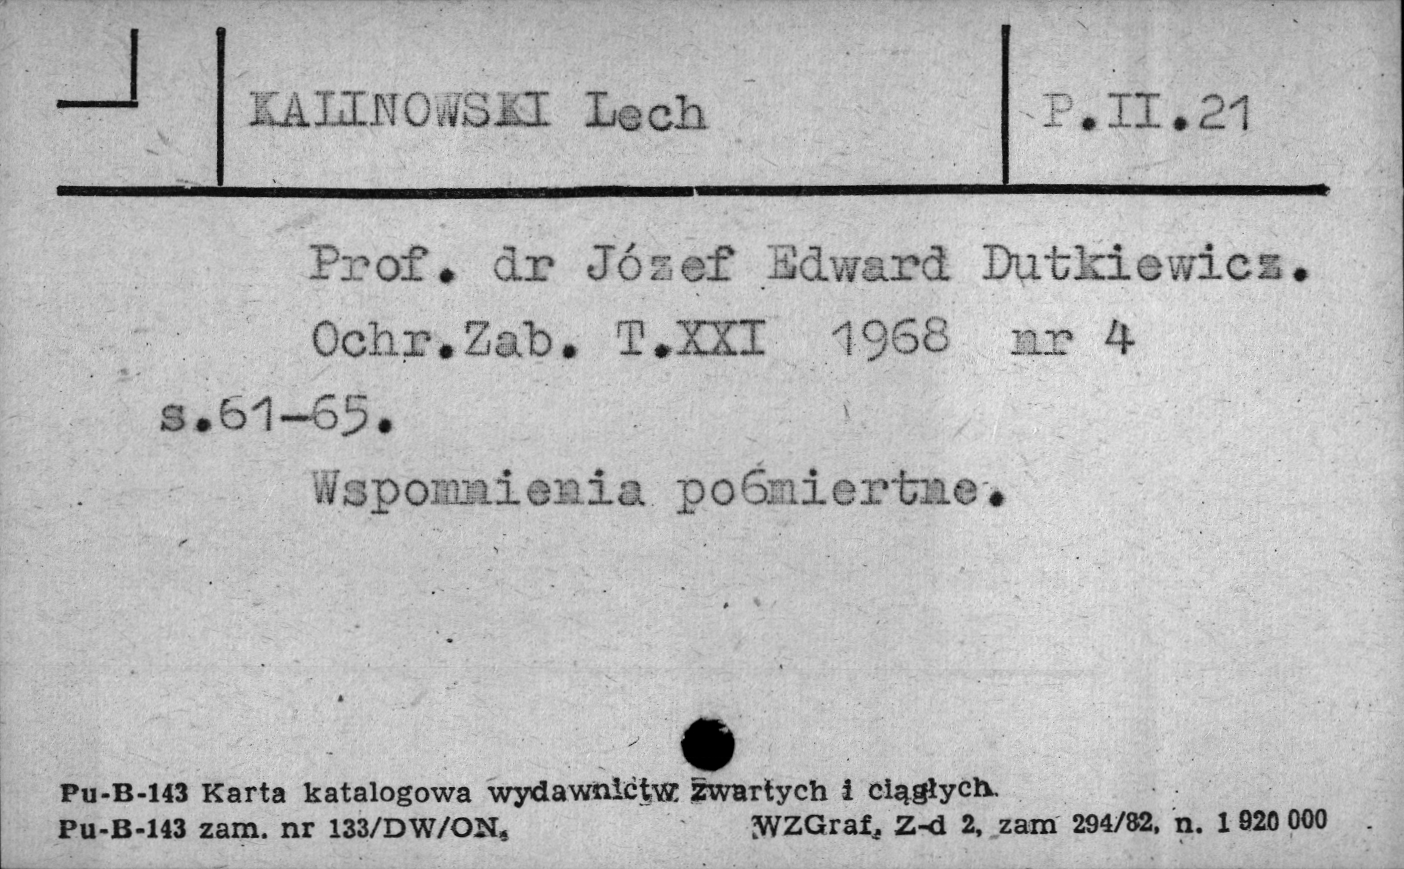 KALINOWSKI Lech P.II.21
Prof. dr Józef Edward Dutkiewicz.
Ochr.Zab. T.XXI 1968 nr 4
s.61-65.
Wspomnienia pośmiertne.
Pu-B-143 Karta katalogowa wydawnictw zwartych i ciągłych.
Pu-B-143 zam. nr 133/DW/ON. WZGraf. Z-d 2, zam 294/82, n. 1 920 000